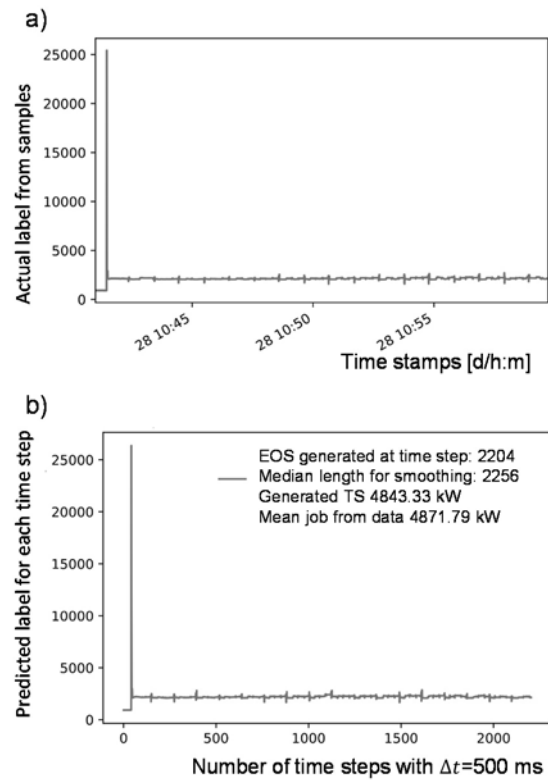 a)
25000
20000
15000
10000
5000
0
Actual label from samples
28 10:45
28 10:50
28 10:55
Time stamps [d/h:m]
b)
25000
20000
15000
10000
5000
0
Predicted label for each time step
EOS generated at time step: 2204
Median length for smoothing: 2256
Generated TS 4843.33 kW
Mean job from data 4871.79 kW
0
500
1000
1500
2000
Number of time steps with Δt=500 ms